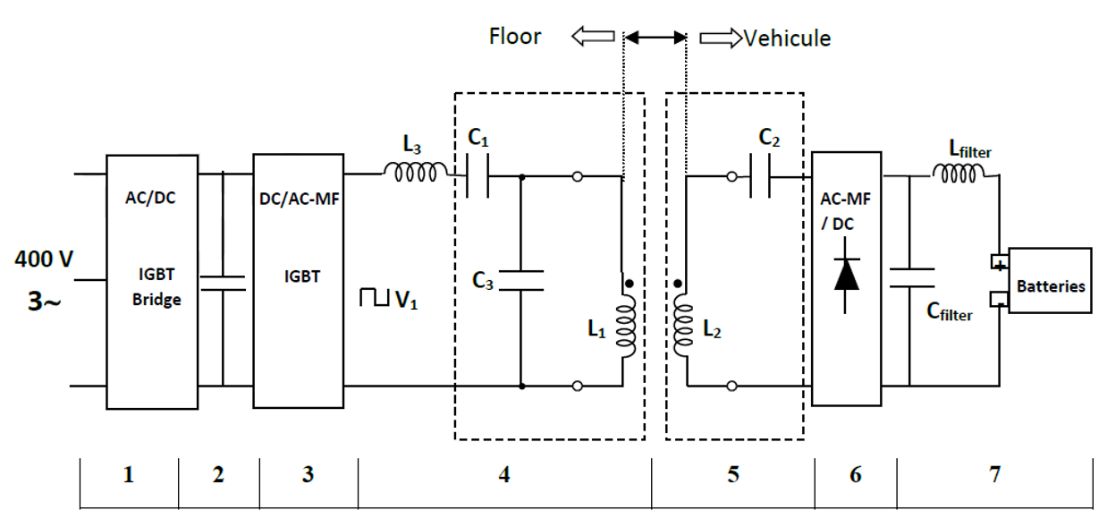 Floor
Vehicule
L3
C1
C2
Lfilter
AC/DC
DC/AC-MF
AC-MF
/ DC
400 V
3~
IGBT
Bridge
IGBT
V1
C3
L1
L2
Cfilter
+
-
Batteries
1 2 3 4 5 6 7